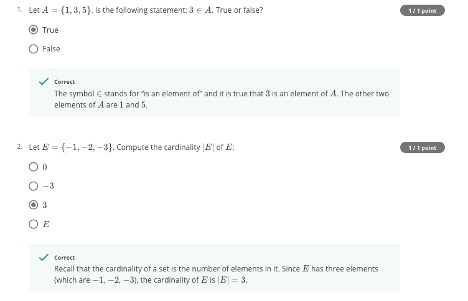 1. Let A = {1, 3, 5}. Is the following statement: 3 ∈ A. True or false?
1 / 1 point
True
False
Correct
The symbol ∈ stands for "is an element of" and it is true that 3 is an element of A. The other two
elements of A are 1 and 5.
2. Let E = {−1, −2, −3}. Compute the cardinality |E| of E:
1 / 1 point
0
−3
3
E
Correct
Recall that the cardinality of a set is the number of elements in it. Since E has three elements
(which are −1, −2, −3), the cardinality of E is |E| = 3.